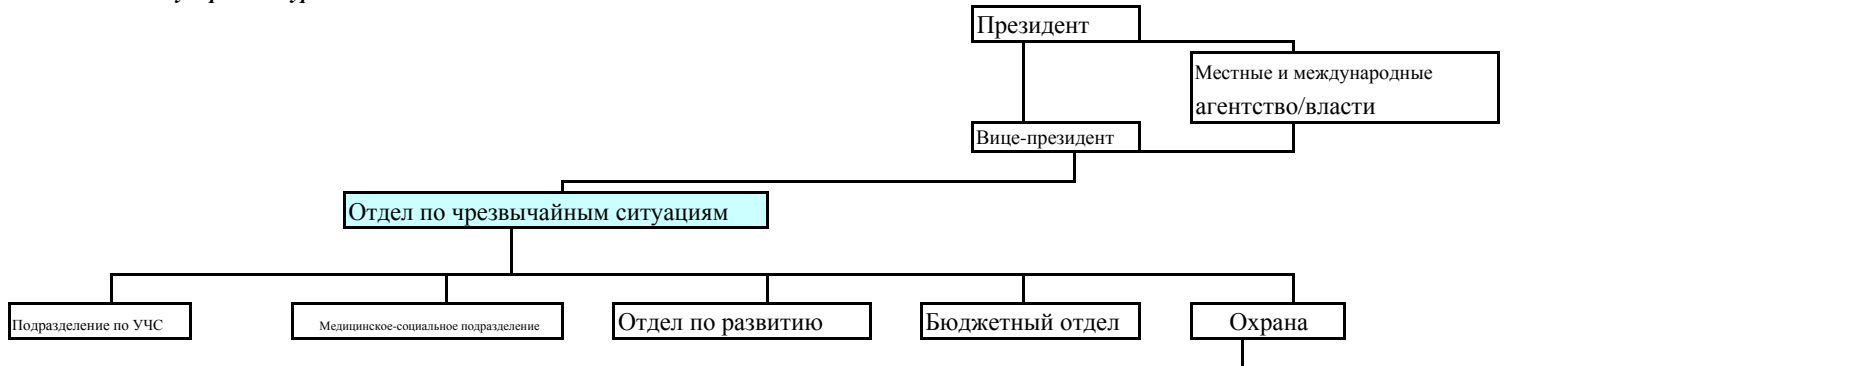 Президент
Местные и международные
агентство/власти
Вице-президент
Отдел по чрезвычайным ситуациям
Подразделение по УЧС
Медицинское-социальное подразделение
Отдел по развитию
Бюджетный отдел
Охрана